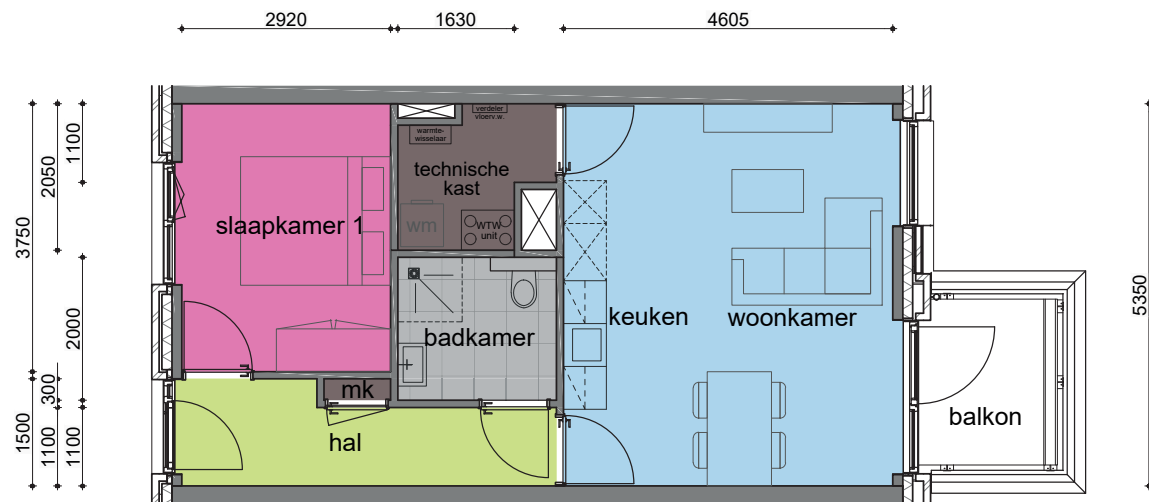 2920
1630
4605
1100
2050
3750
2000
300
1500
1100
1100
5350
verdeler
vloerv.w.
warmte-
wisselaar
technische
kast
wm
WTW
unit
slaapkamer 1
badkamer
keuken
woonkamer
mk
hal
balkon